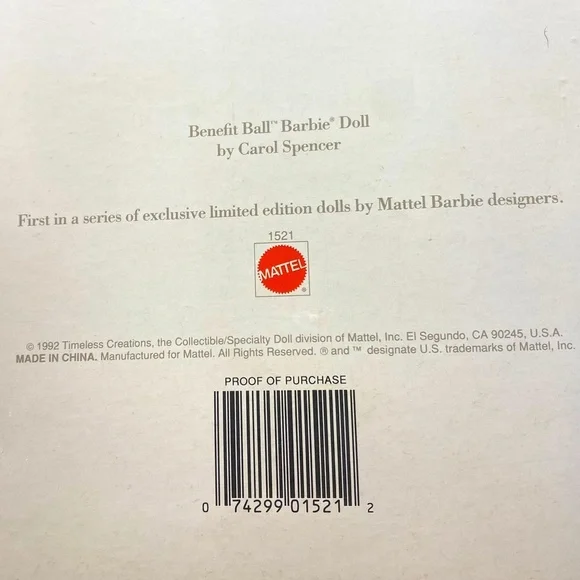 Benefit Ball™ Barbie® Doll
by Carol Spencer
First in a series of exclusive limited edition dolls by Mattel Barbie designers.
1521
MATTEL
®
© 1992 Timeless Creations, the Collectible/Specialty Doll division of Mattel, Inc. El Segundo, CA 90245, U.S.A.
MADE IN CHINA. Manufactured for Mattel. All Rights Reserved. ® and ™ designate U.S. trademarks of Mattel, Inc.
PROOF OF PURCHASE
0 74299 01521 2